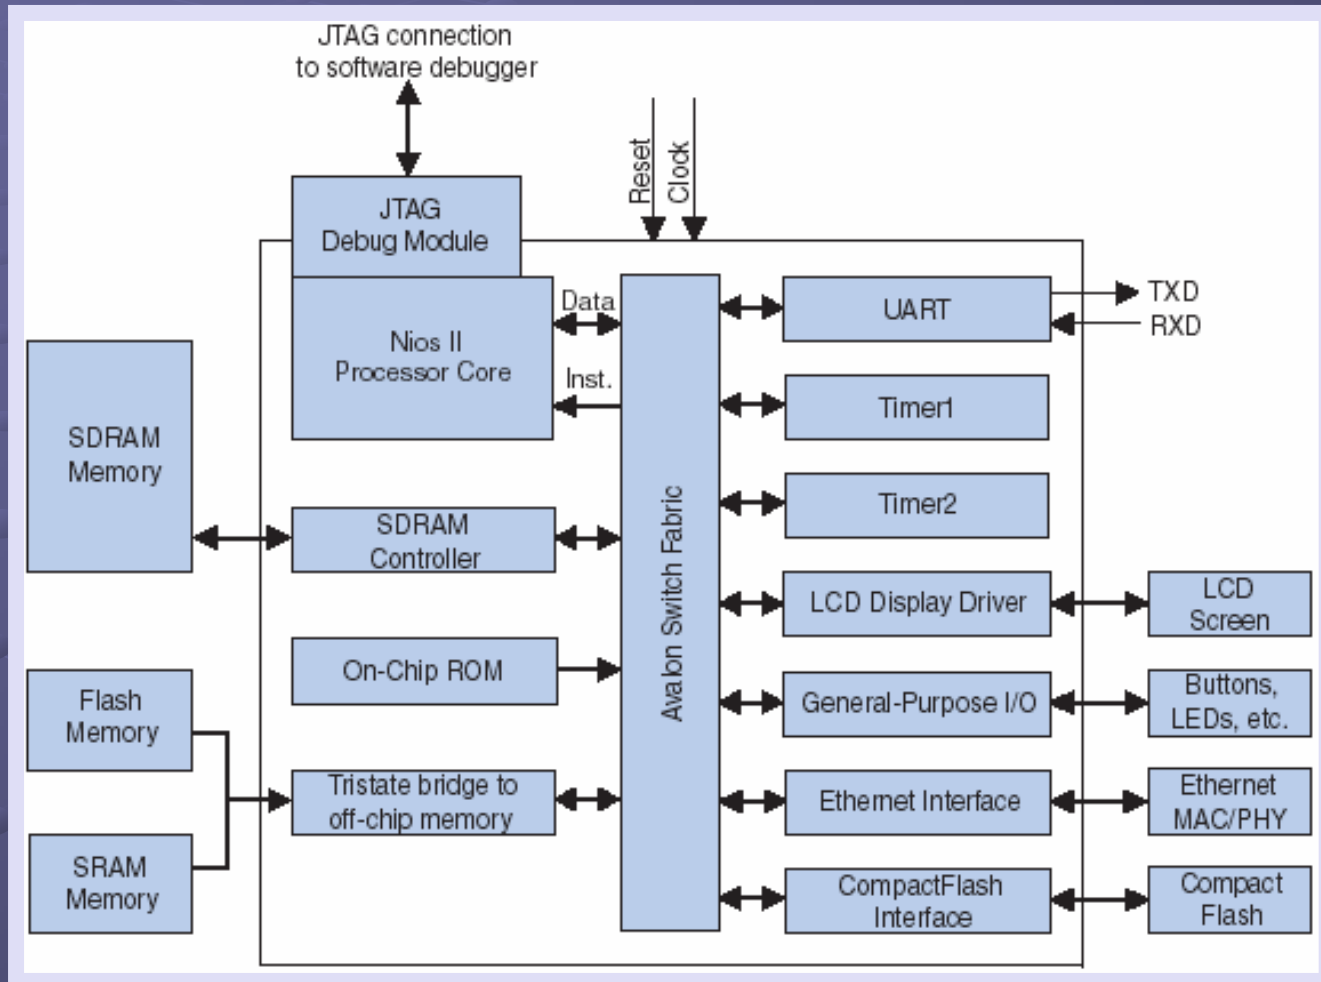 JTAG connection
to software debugger
Reset
Clock
JTAG
Debug Module
Nios II
Processor Core
Data
Inst.
UART
TXD
RXD
Timer1
SDRAM
Memory
SDRAM
Controller
Timer2
Avalon Switch Fabric
LCD Display Driver
LCD
Screen
On-Chip ROM
General-Purpose I/O
Buttons,
LEDs, etc.
Flash
Memory
Tristate bridge to
off-chip memory
Ethernet Interface
Ethernet
MAC/PHY
SRAM
Memory
CompactFlash
Interface
Compact
Flash